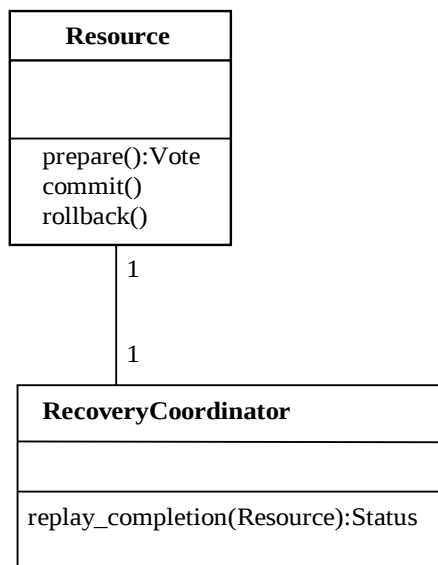 Resource
prepare():Vote
commit()
rollback()
1
1
RecoveryCoordinator
replay_completion(Resource):Status